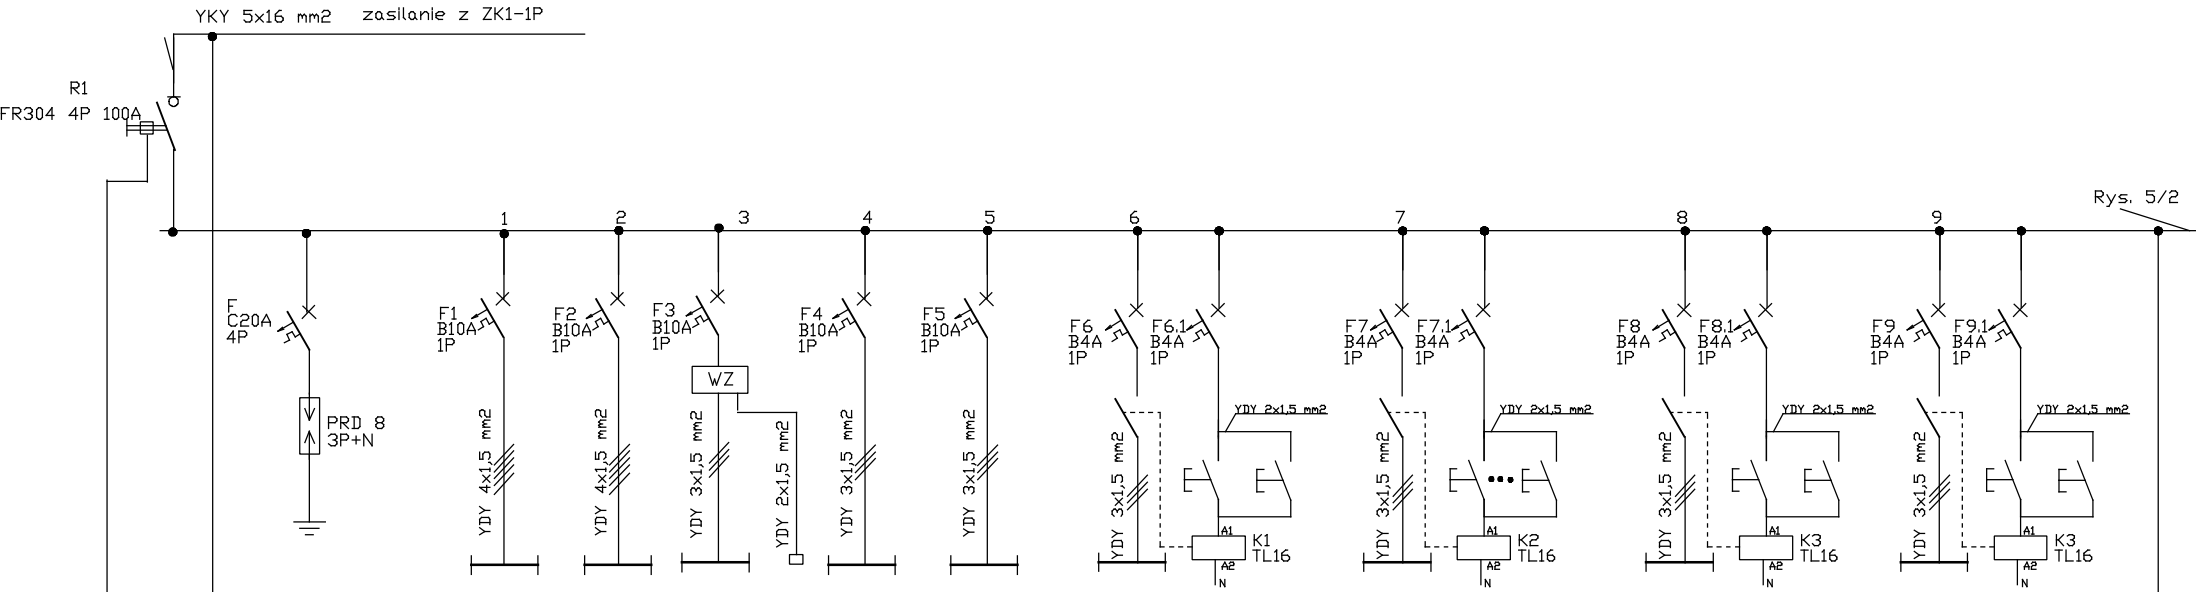 YKY 5x16 mm2 zasilanie z ZK1-1P
R1
FR304 4P 100A
Rys. 5/2
1 2 3 4 5 6 7 8 9
F
C20A
4P
PRD 8
3P+N
F1
B10A
1P
YDY 4x1,5 mm2
F2
B10A
1P
YDY 4x1,5 mm2
F3
B10A
1P
WZ
YDY 3x1,5 mm2
YDY 2x1,5 mm2
F4
B10A
1P
YDY 3x1,5 mm2
F5
B10A
1P
YDY 3x1,5 mm2
F6
B4A
1P
YDY 3x1,5 mm2
F6.1
B4A
1P
YDY 2x1,5 mm2
A1
K1
TL16
A2
N
F7
B4A
1P
YDY 3x1,5 mm2
F7.1
B4A
1P
YDY 2x1,5 mm2
A1
K2
TL16
A2
N
F8
B4A
1P
YDY 3x1,5 mm2
F8.1
B4A
1P
YDY 2x1,5 mm2
A1
K3
TL16
A2
N
F9
B4A
1P
YDY 3x1,5 mm2
F9.1
B4A
1P
YDY 2x1,5 mm2
A1
K3
TL16
A2
N